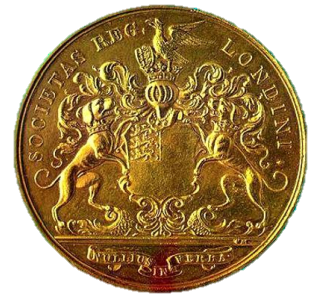 SOCIETAS REG. LONDINI
NULLIUS IN VERBA